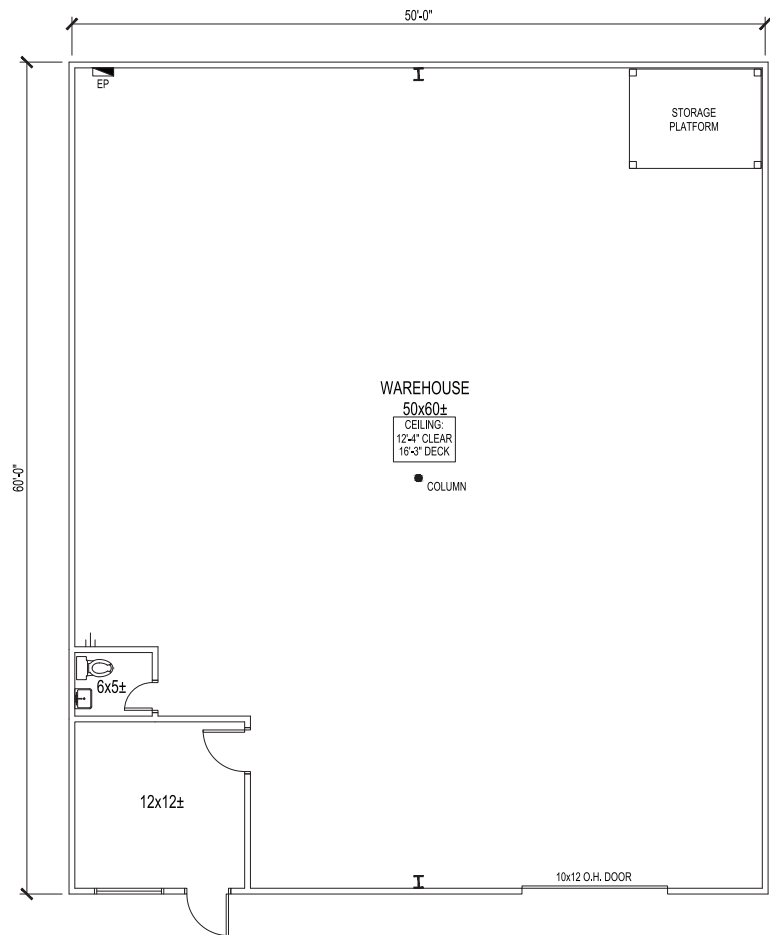 50'-0"
EP
STORAGE
PLATFORM
WAREHOUSE
50x60±
CEILING:
12'-4" CLEAR
16'-3" DECK
COLUMN
60'-0"
6x5±
12x12±
10x12 O.H. DOOR